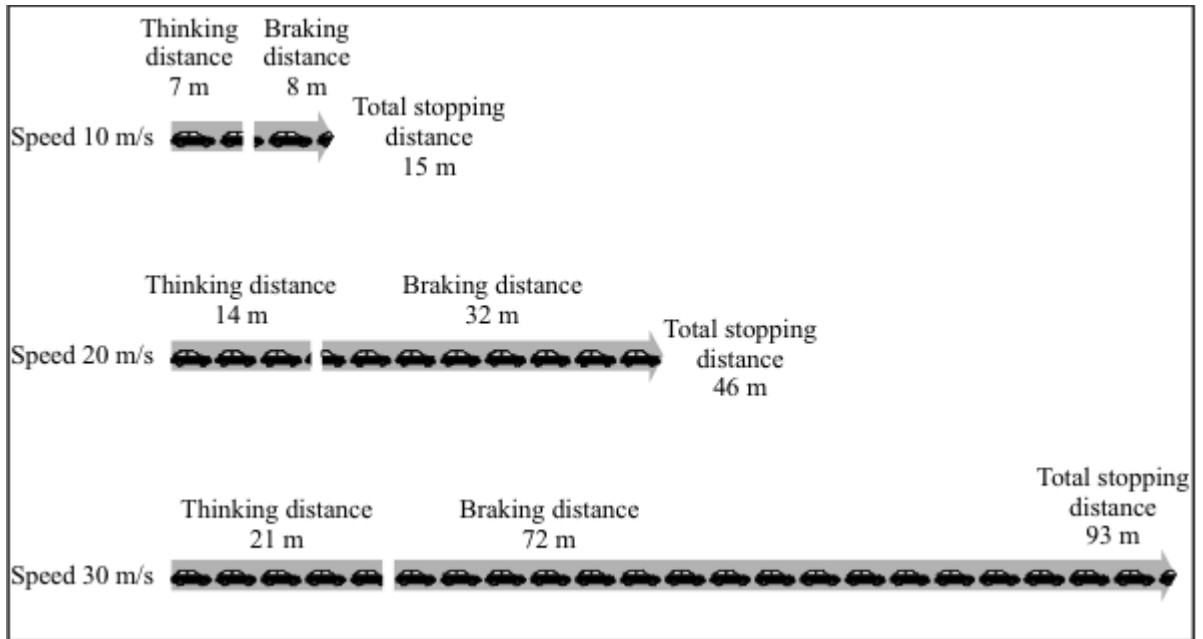 Thinking
distance
7 m
Braking
distance
8 m
Total stopping
distance
15 m
Speed 10 m/s
Thinking distance
14 m
Braking distance
32 m
Total stopping
distance
46 m
Speed 20 m/s
Thinking distance
21 m
Braking distance
72 m
Total stopping
distance
93 m
Speed 30 m/s